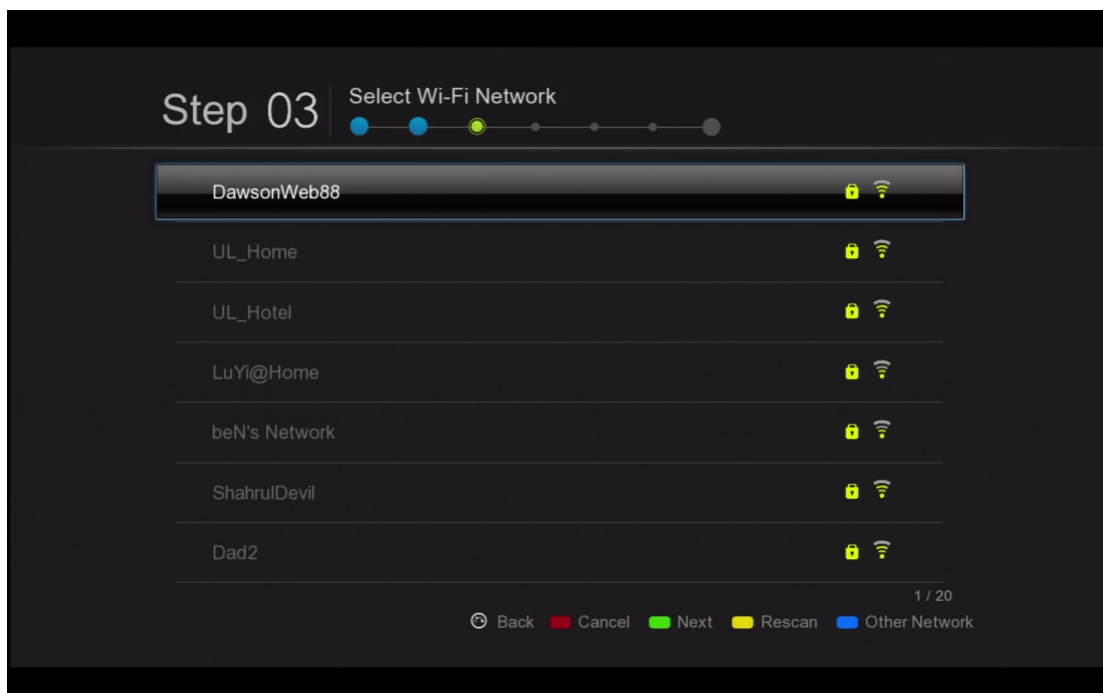 Step 03
Select Wi-Fi Network
DawsonWeb88
UL_Home
UL_Hotel
LuYi@Home
beN's Network
ShahrulDevil
Dad2
1 / 20
Back Cancel Next Rescan Other Network